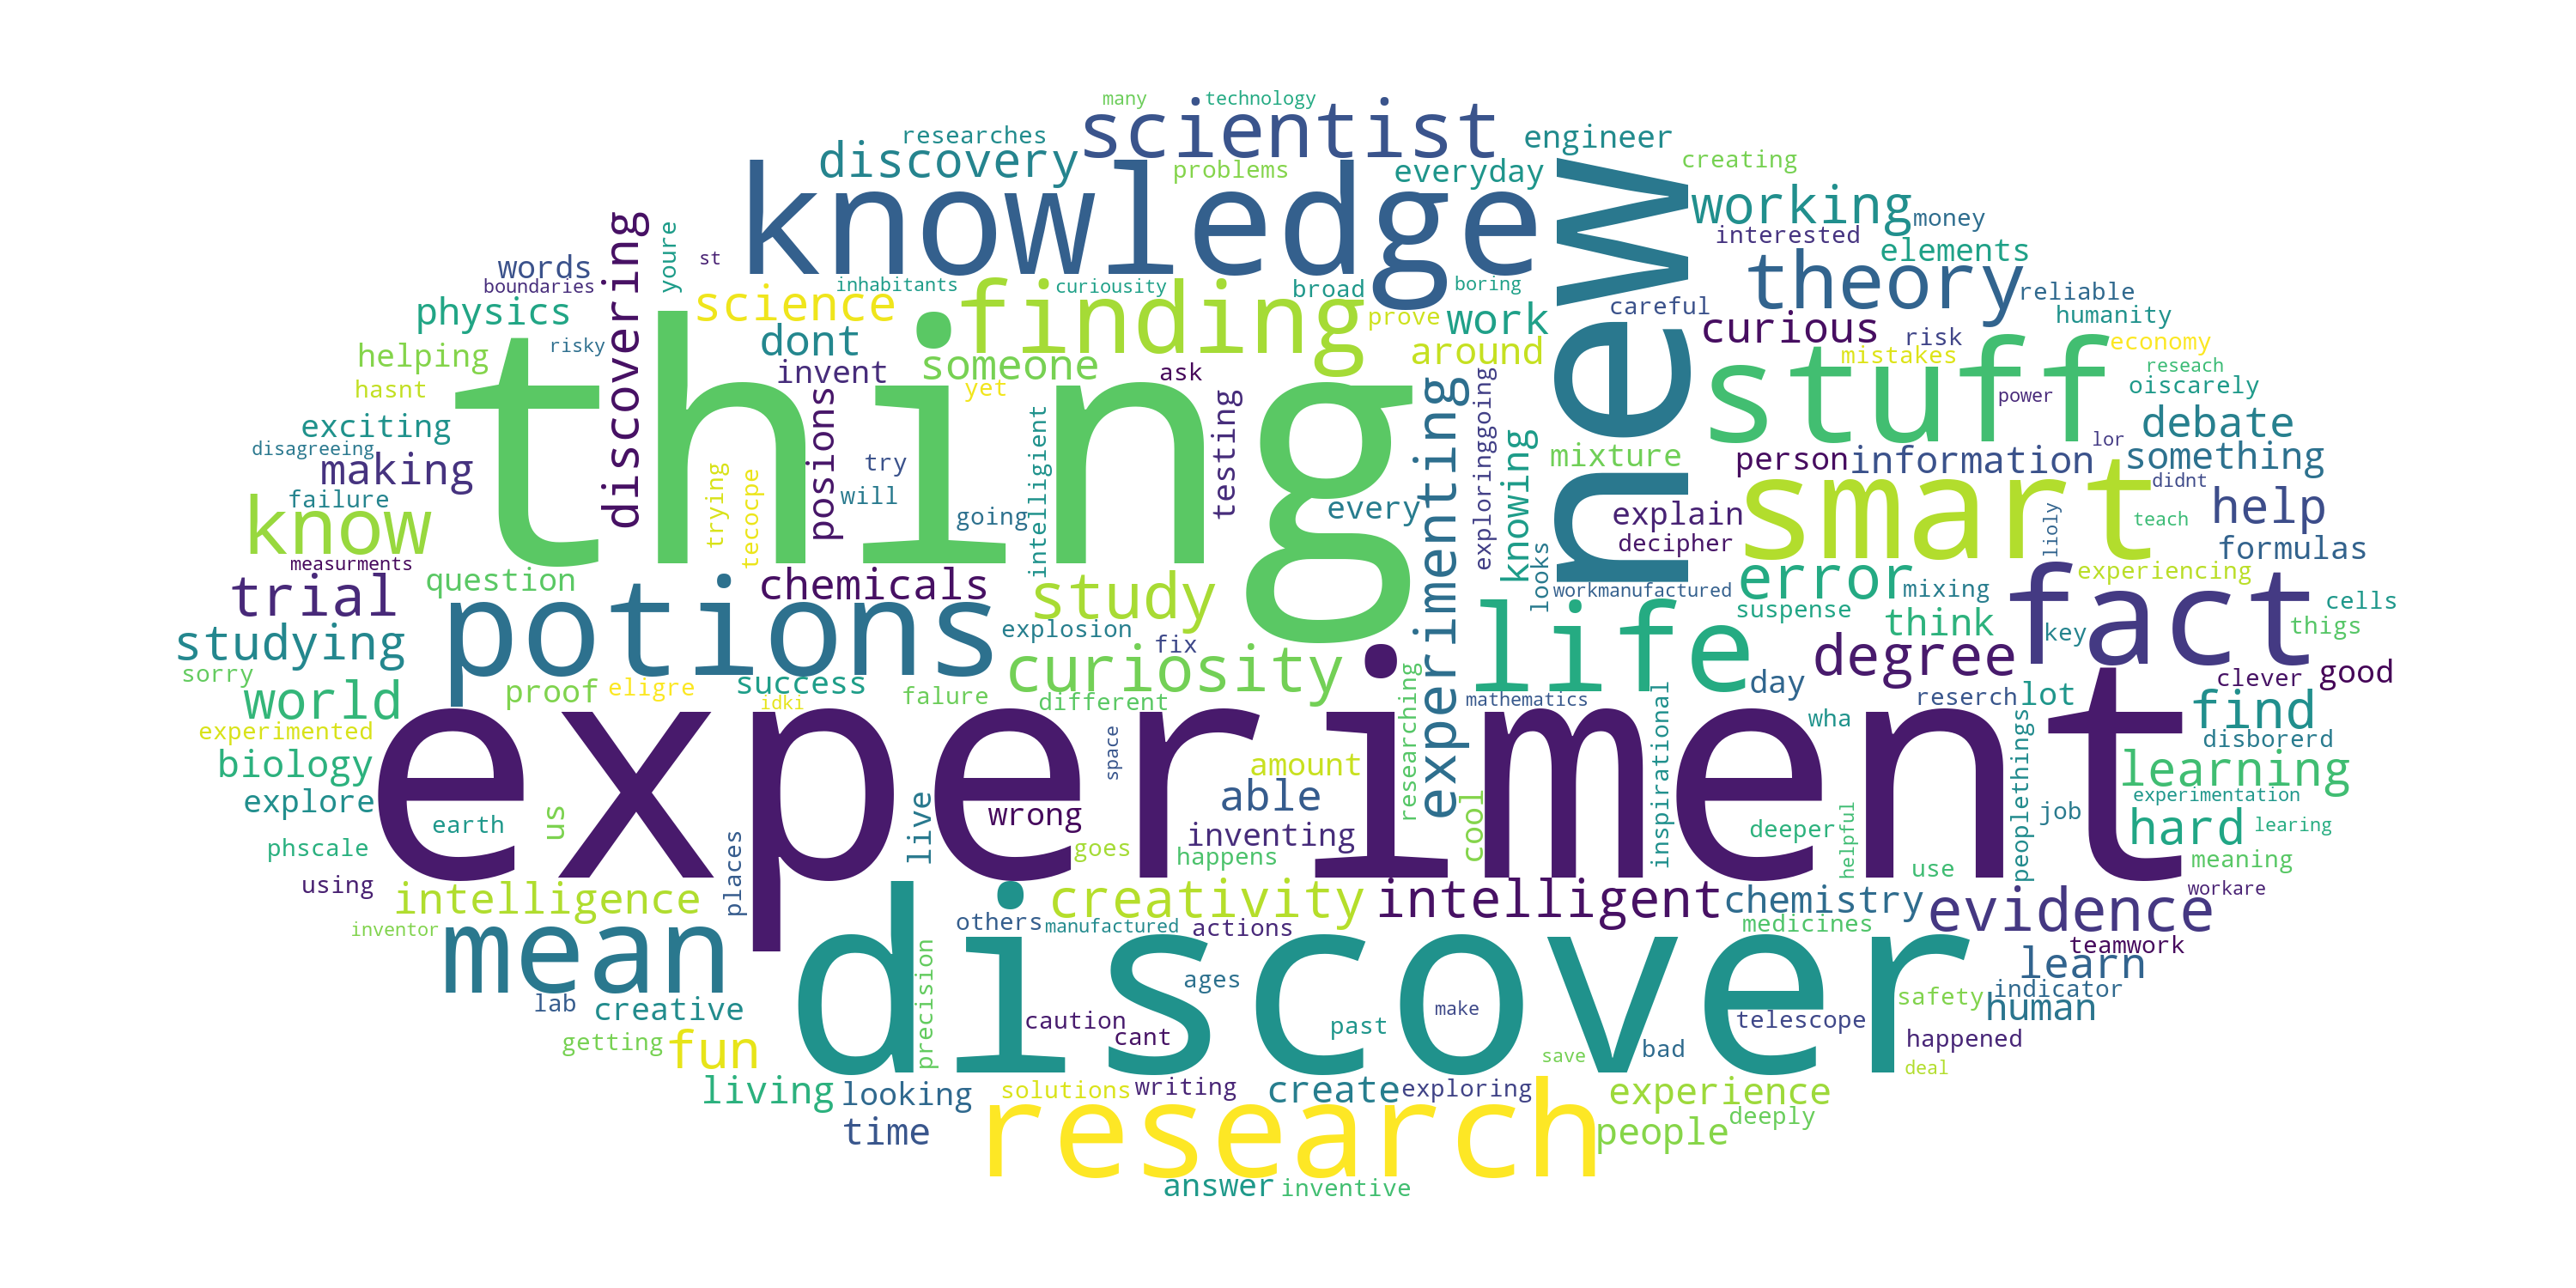 many
technology
scientist
researches
engineer
discovery
problems
everyday
creating
knowledge
new
working
money
discovering
youre
st
interested
elements
words
boundaries
inhabitants
curiousity
broad
boring
theory
reliable
science
finding
careful
physics
prove
work
humanity
dont
curious
risk
economy
helping
risky
someone
around
mistakes
stuff
reseach
invent
ask
hasnt
yet
power
oiscarely
thing
posions
testing
experimenting
exploringgoing
exciting
debate
disagreeing
lor
making
trying
tecocpe
try
intelligient
knowing
mixture
person
information
something
failure
will
going
every
smart
didnt
know
explain
lioly
teach
help
looks
decipher
formulas
measurments
question
chemicals
study
error
experiencing
trial
workmanufactured
mixing
fact
cells
potions
explosion
fix
life
suspense
think
key
thigs
studying
curiosity
degree
sorry
success
day
clever
good
world
proof
eligre
falure
different
mathematics
reserch
lot
idki
researching
inspirational
wha
find
experimented
space
peoplethings
disborerd
biology
experiment
amount
learning
explore
able
experimentation
live
wrong
cool
job
earth
us
inventing
deeper
helpful
hard
learing
phscale
places
goes
happens
meaning
using
use
workare
intelligence
creativity
intelligent
chemistry
evidence
inventor
others
manufactured
actions
medicines
mean
discover
teamwork
precision
ages
learn
lab
creative
safety
indicator
human
caution
cant
past
make
telescope
getting
fun
save
bad
happened
deal
living
looking
solutions
writing
create
exploring
experience
time
research
people
deeply
answer
inventive